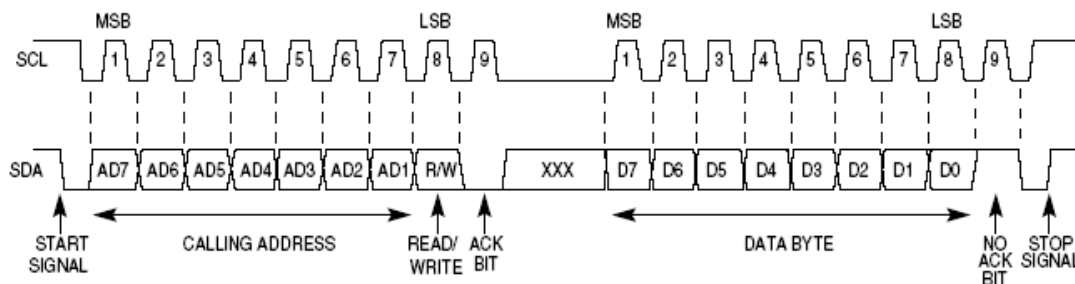 MSB LSB MSB LSB
SCL 1 2 3 4 5 6 7 8 9 1 2 3 4 5 6 7 8 9
SDA AD7 AD6 AD5 AD4 AD3 AD2 AD1 R/W XXX D7 D6 D5 D4 D3 D2 D1 D0
START CALLING ADDRESS READ/ ACK DATA BYTE NO STOP
SIGNAL WRITE BIT ACK SIGNAL
BIT